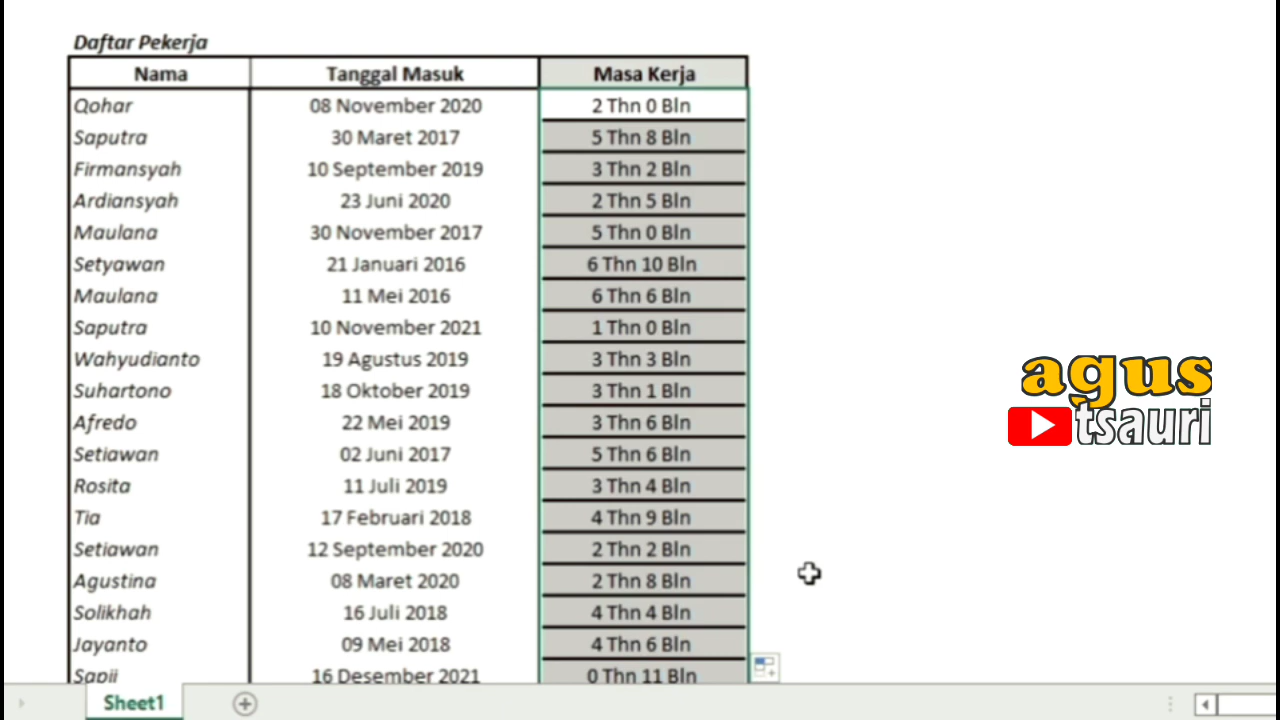 Daftar Pekerja
Nama Tanggal Masuk Masa Kerja
Qohar 08 November 2020 2 Thn 0 Bln
Saputra 30 Maret 2017 5 Thn 8 Bln
Firmansyah 10 September 2019 3 Thn 2 Bln
Ardiansyah 23 Juni 2020 2 Thn 5 Bln
Maulana 30 November 2017 5 Thn 0 Bln
Setyawan 21 Januari 2016 6 Thn 10 Bln
Maulana 11 Mei 2016 6 Thn 6 Bln
Saputra 10 November 2021 1 Thn 0 Bln
Wahyudianto 19 Agustus 2019 3 Thn 3 Bln
Suhartono 18 Oktober 2019 3 Thn 1 Bln
Afredo 22 Mei 2019 3 Thn 6 Bln
Setiawan 02 Juni 2017 5 Thn 6 Bln
Rosita 11 Juli 2019 3 Thn 4 Bln
Tia 17 Februari 2018 4 Thn 9 Bln
Setiawan 12 September 2020 2 Thn 2 Bln
Agustina 08 Maret 2020 2 Thn 8 Bln
Solikhah 16 Juli 2018 4 Thn 4 Bln
Jayanto 09 Mei 2018 4 Thn 6 Bln
Sapii 16 Desember 2021 0 Thn 11 Bln
Sheet1
agus
tsauri